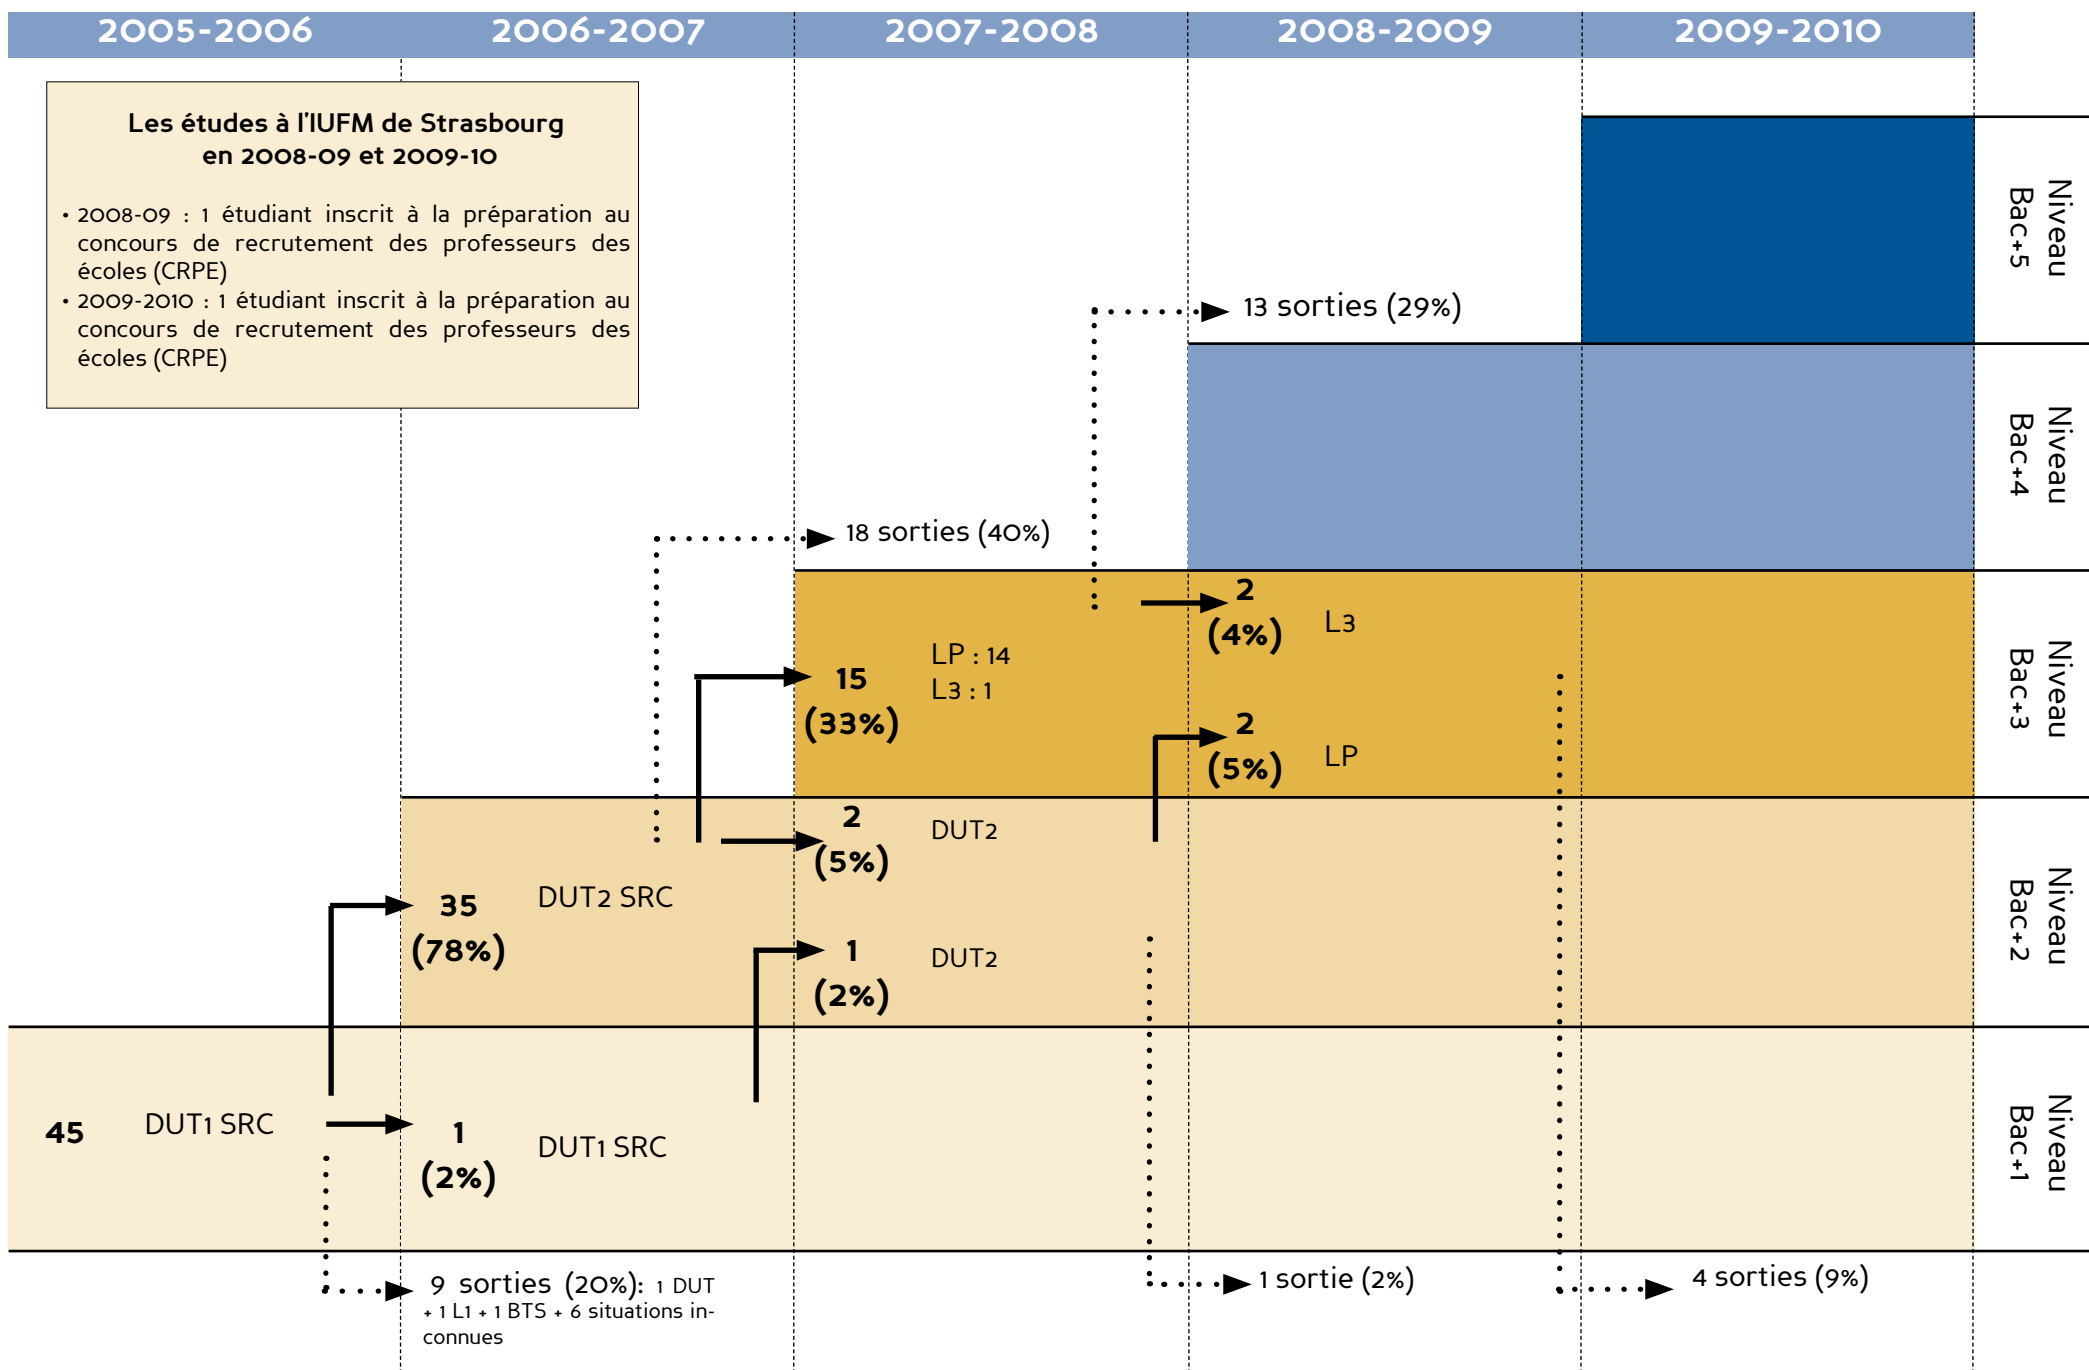 2005-2006 2006-2007 2007-2008 2008-2009 2009-2010
Les études à l'IUFM de Strasbourg
en 2008-09 et 2009-10
• 2008-09 : 1 étudiant inscrit à la préparation au
concours de recrutement des professeurs des
écoles (CRPE)
• 2009-2010 : 1 étudiant inscrit à la préparation au
concours de recrutement des professeurs des
écoles (CRPE)
Niveau
Bac+5
13 sorties (29%)
Niveau
Bac+4
18 sorties (40%)
15
(33%)
LP : 14
L3 : 1
2
(4%)
L3
2
(5%)
LP
Niveau
Bac+3
35
(78%)
DUT2 SRC
2
(5%)
DUT2
1
(2%)
DUT2
Niveau
Bac+2
45
DUT1 SRC
1
(2%)
DUT1 SRC
Niveau
Bac+1
9 sorties (20%): 1 DUT
+ 1 L1 + 1 BTS + 6 situations in-
connues
1 sortie (2%)
4 sorties (9%)